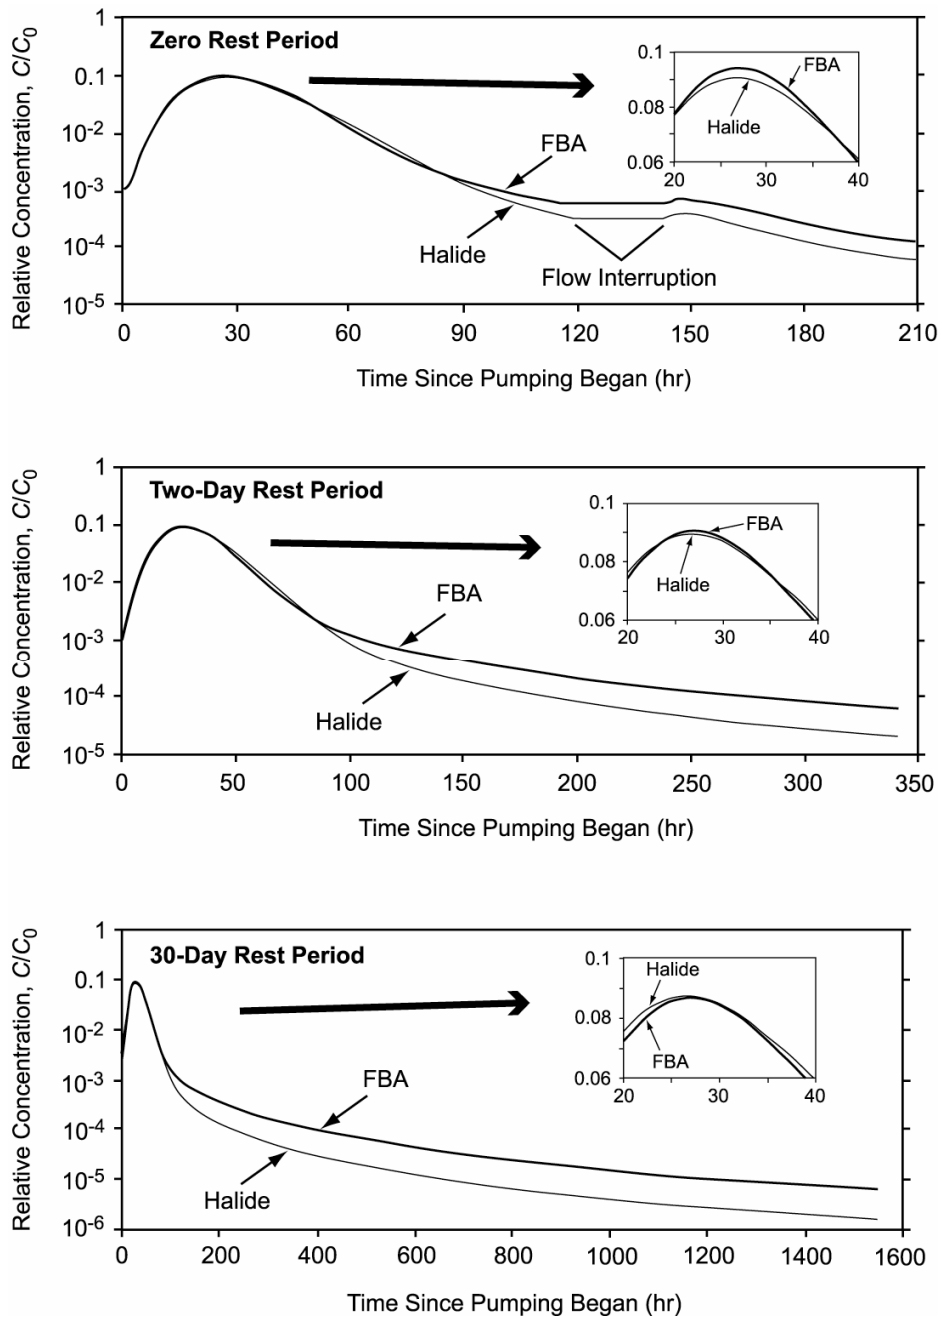 Zero Rest Period
Relative Concentration, C/C0
1
0.1
10-2
10-3
10-4
10-5
0 30 60 90 120 150 180 210
Time Since Pumping Began (hr)
FBA
Halide
Flow Interruption
0.1
0.08
0.06
20 30 40
FBA
Halide
Two-Day Rest Period
Relative Concentration, C/C0
1
0.1
10-2
10-3
10-4
10-5
0 50 100 150 200 250 300 350
Time Since Pumping Began (hr)
FBA
Halide
0.1
0.08
0.06
20 30 40
FBA
Halide
30-Day Rest Period
Relative Concentration, C/C0
1
0.1
10-2
10-3
10-4
10-5
10-6
0 200 400 600 800 1000 1200 1400 1600
Time Since Pumping Began (hr)
FBA
Halide
0.1
0.08
0.06
20 30 40
Halide
FBA